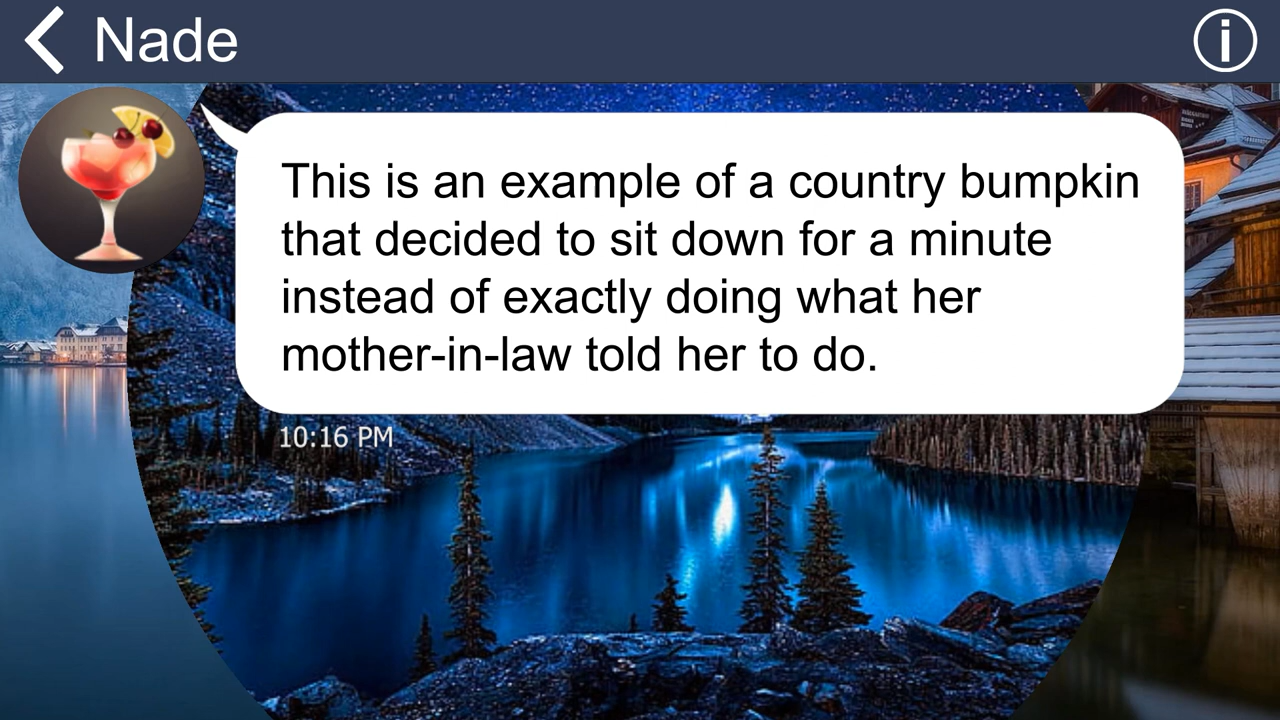 Nade
This is an example of a country bumpkin
that decided to sit down for a minute
instead of exactly doing what her
mother-in-law told her to do.
10:16 PM